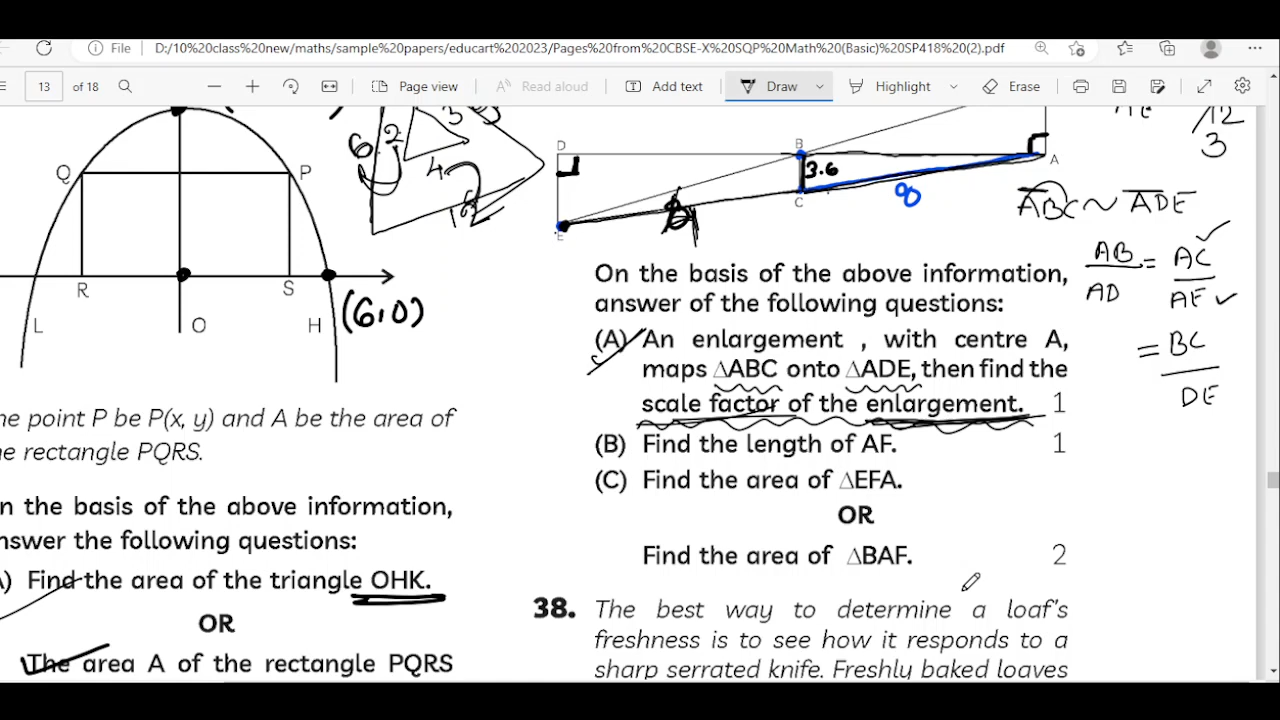 File D:/10%20class%20new/maths/sample%20papers/educart%202023/Pages%20from%20CBSE-X%20SQP%20Math%20(Basic)%20SP418%20(2).pdf
13 of 18 Page view Read aloud Add text Draw Highlight Erase
6 2 3 4
Q P
R S
L O H (6,0)
he point P be P(x, y) and A be the area of
he rectangle PQRS.
n the basis of the above information,
nswer the following questions:
) Find the area of the triangle OHK.
OR
The area A of the rectangle PQRS
D B A
3.6
C 8
E
12
3
ABC ~ ADE
AB = AC
AD AE
= BC
DE
On the basis of the above information,
answer of the following questions:
(A) An enlargement , with centre A,
maps △ABC onto △ADE, then find the
scale factor of the enlargement. 1
(B) Find the length of AF. 1
(C) Find the area of △EFA.
OR
Find the area of △BAF. 2
38. The best way to determine a loaf's
freshness is to see how it responds to a
sharp serrated knife. Freshly baked loaves